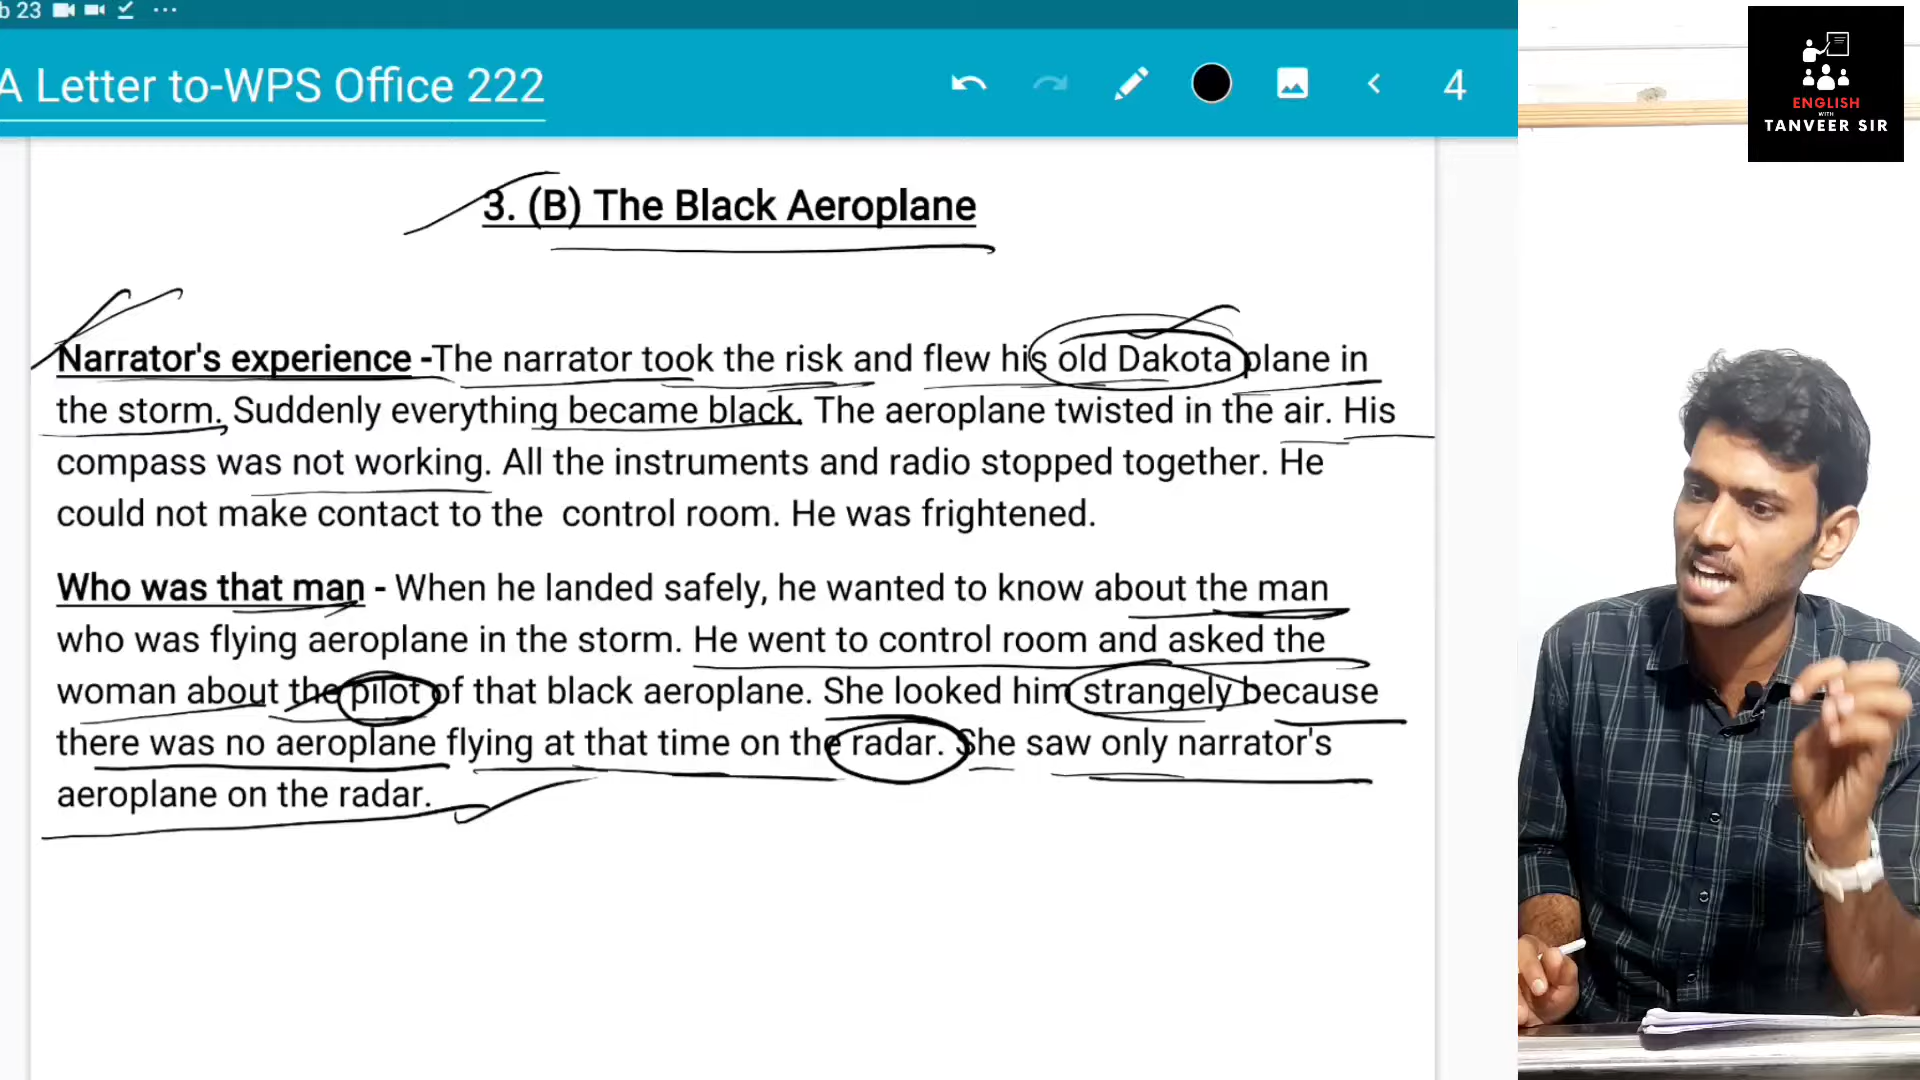 b 23
A Letter to-WPS Office 222
4
ENGLISH
WITH
TANVEER SIR
3. (B) The Black Aeroplane
Narrator's experience -The narrator took the risk and flew his old Dakota plane in
the storm. Suddenly everything became black. The aeroplane twisted in the air. His
compass was not working. All the instruments and radio stopped together. He
could not make contact to the control room. He was frightened.
Who was that man - When he landed safely, he wanted to know about the man
who was flying aeroplane in the storm. He went to control room and asked the
woman about the pilot of that black aeroplane. She looked him strangely because
there was no aeroplane flying at that time on the radar. She saw only narrator's
aeroplane on the radar.